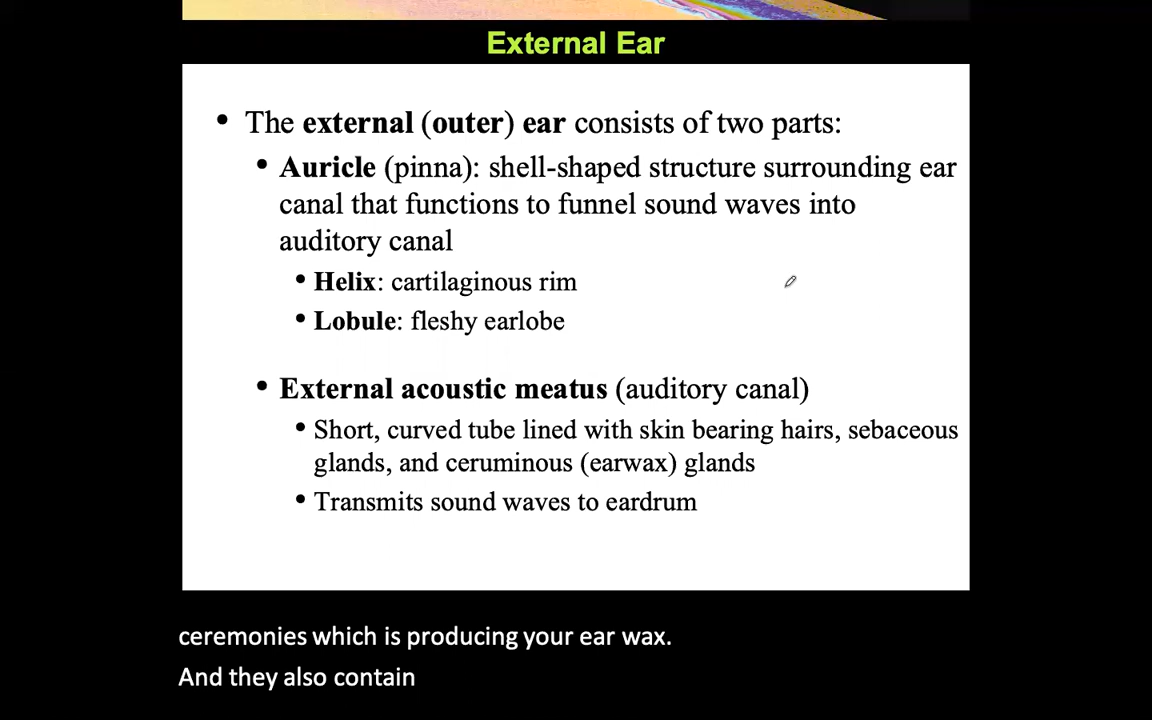 External Ear
• The external (outer) ear consists of two parts:
• Auricle (pinna): shell-shaped structure surrounding ear
canal that functions to funnel sound waves into
auditory canal
• Helix: cartilaginous rim
• Lobule: fleshy earlobe
• External acoustic meatus (auditory canal)
• Short, curved tube lined with skin bearing hairs, sebaceous
glands, and ceruminous (earwax) glands
• Transmits sound waves to eardrum
ceremonies which is producing your ear wax.
And they also contain